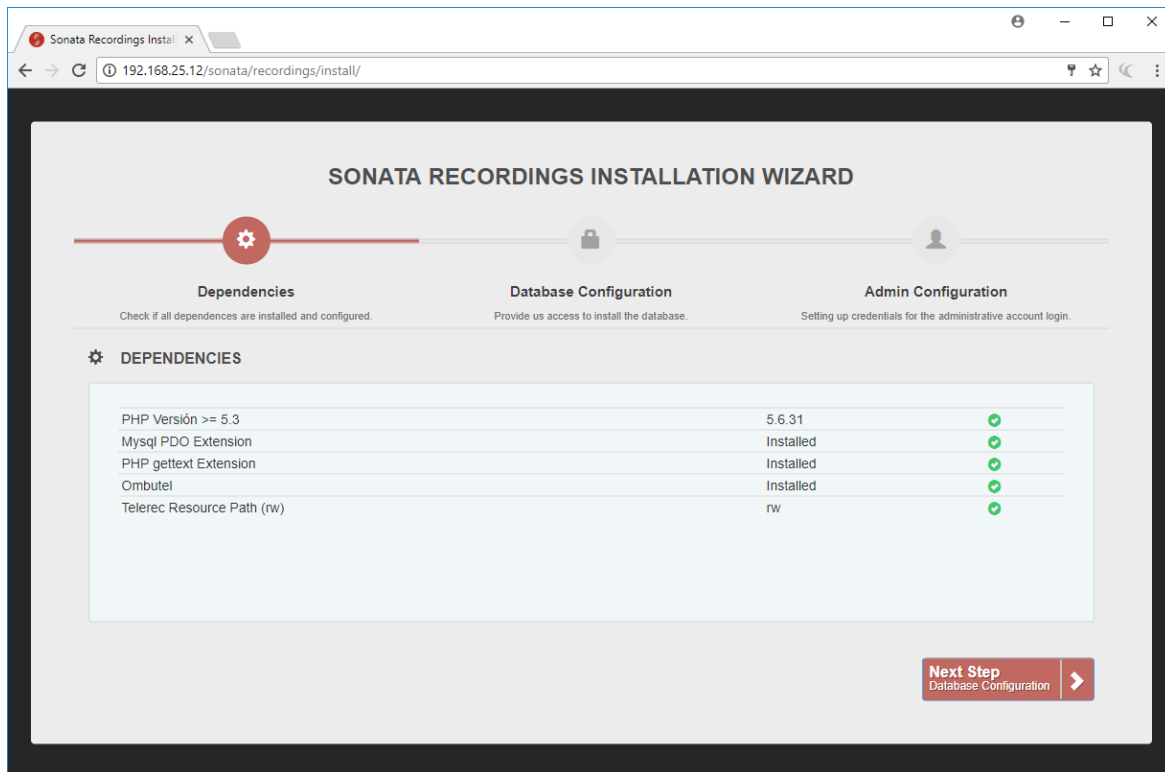 Sonata Recordings Instal
192.168.25.12/sonata/recordings/install/
SONATA RECORDINGS INSTALLATION WIZARD
Dependencies
Check if all dependences are installed and configured.
Database Configuration
Provide us access to install the database.
Admin Configuration
Setting up credentials for the administrative account login.
DEPENDENCIES
PHP Versión >= 5.3 5.6.31
Mysql PDO Extension Installed
PHP gettext Extension Installed
Ombutel Installed
Telerec Resource Path (rw) rw
Next Step
Database Configuration